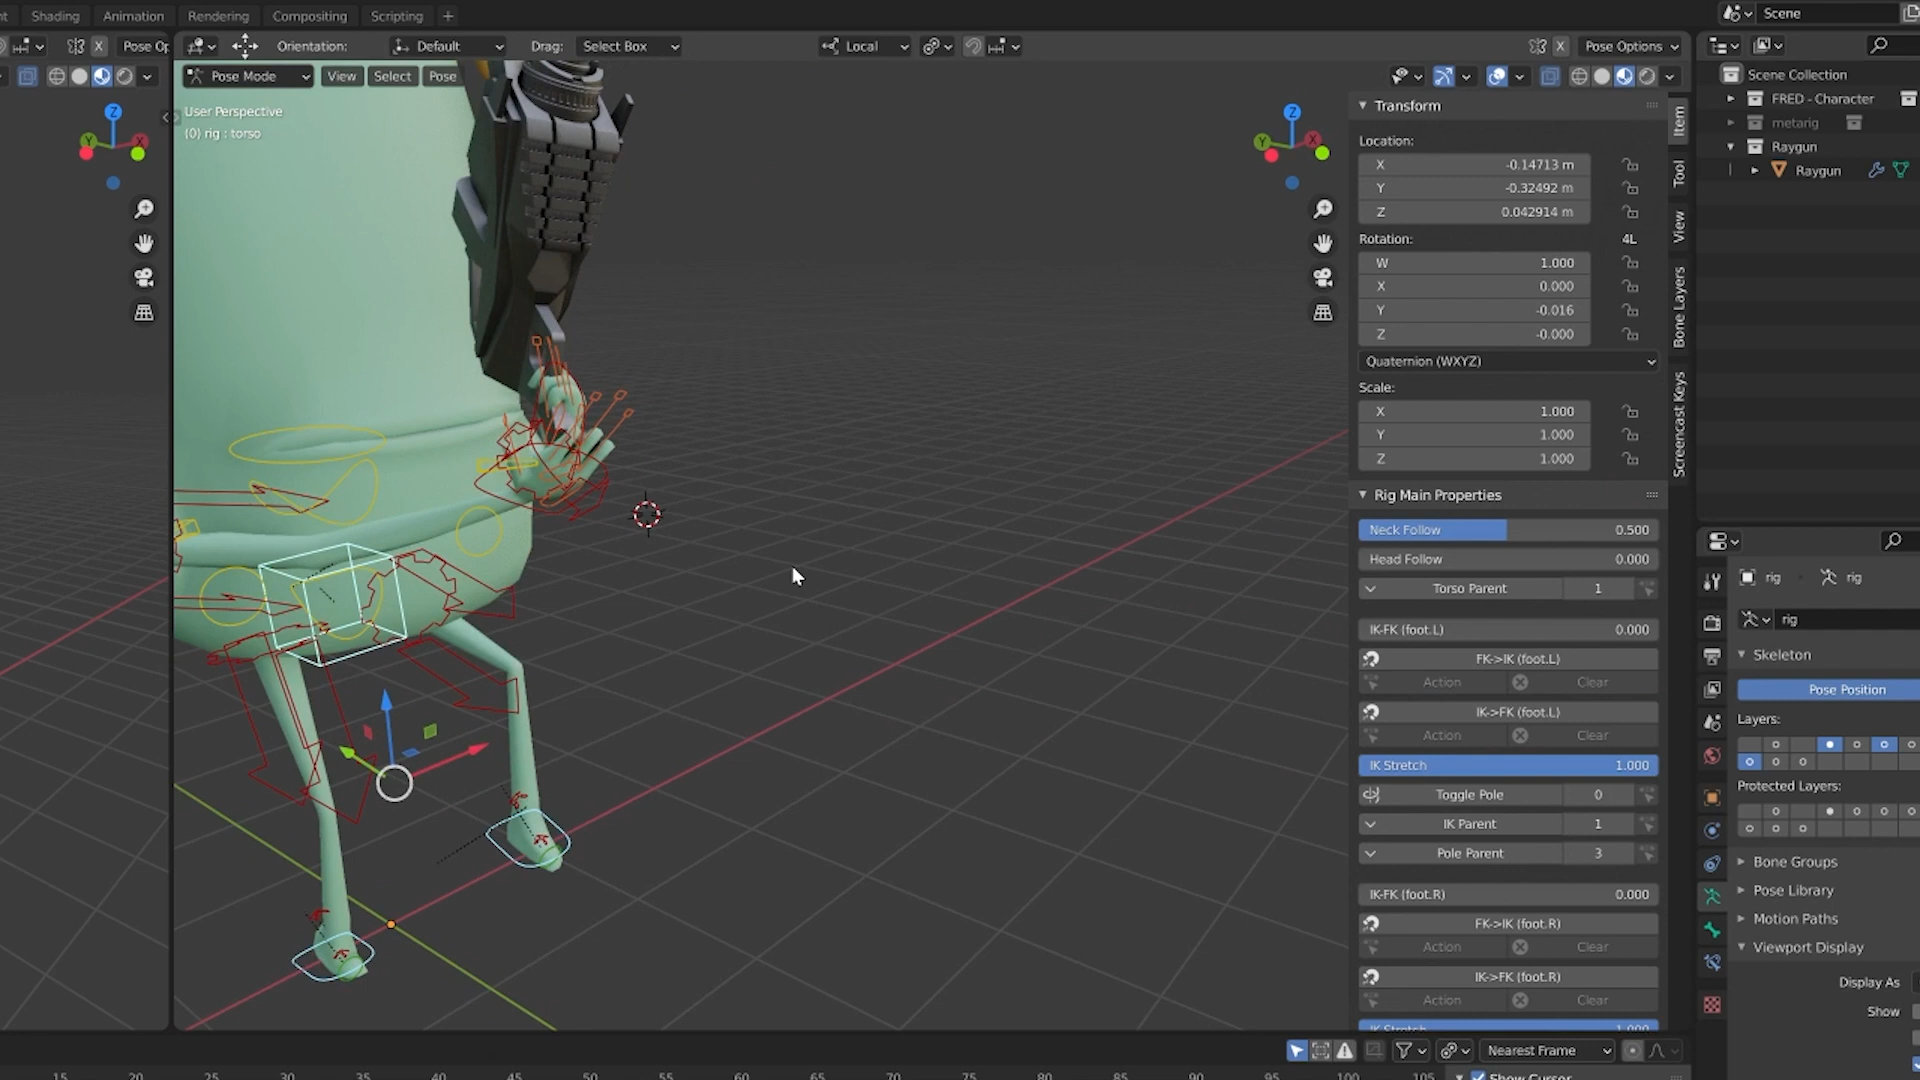 Shading Animation Rendering Compositing Scripting +
Scene
X Pose Op
Orientation: Default Drag: Select Box Local X Pose Options
Pose Mode View Select Pose
User Perspective
(0) rig : torso
Z
Y
X
Z
Y
X
Transform
Location:
X -0.14713 m
Y -0.32492 m
Z 0.042914 m
Rotation: 4L
W 1.000
X 0.000
Y -0.016
Z -0.000
Quaternion (WXYZ)
Scale:
X 1.000
Y 1.000
Z 1.000
Rig Main Properties
Neck Follow 0.500
Head Follow 0.000
Torso Parent 1
IK-FK (foot.L) 0.000
FK->IK (foot.L)
Action Clear
IK->FK (foot.L)
Action Clear
IK Stretch 1.000
Toggle Pole 0
IK Parent 1
Pole Parent 3
IK-FK (foot.R) 0.000
FK->IK (foot.R)
Action Clear
IK->FK (foot.R)
Action Clear
IK Stretch 1.000
Item
Tool
View
Bone Layers
Screencast Keys
Scene Collection
FRED - Character
metarig
Raygun
Raygun
rig rig
rig
Skeleton
Pose Position
Layers:
Protected Layers:
Bone Groups
Pose Library
Motion Paths
Viewport Display
Display As
Show
Nearest Frame
15 20 25 30 35 40 45 50 55 60 65 70 75 80 85 90 95 100 105
Show Cursor